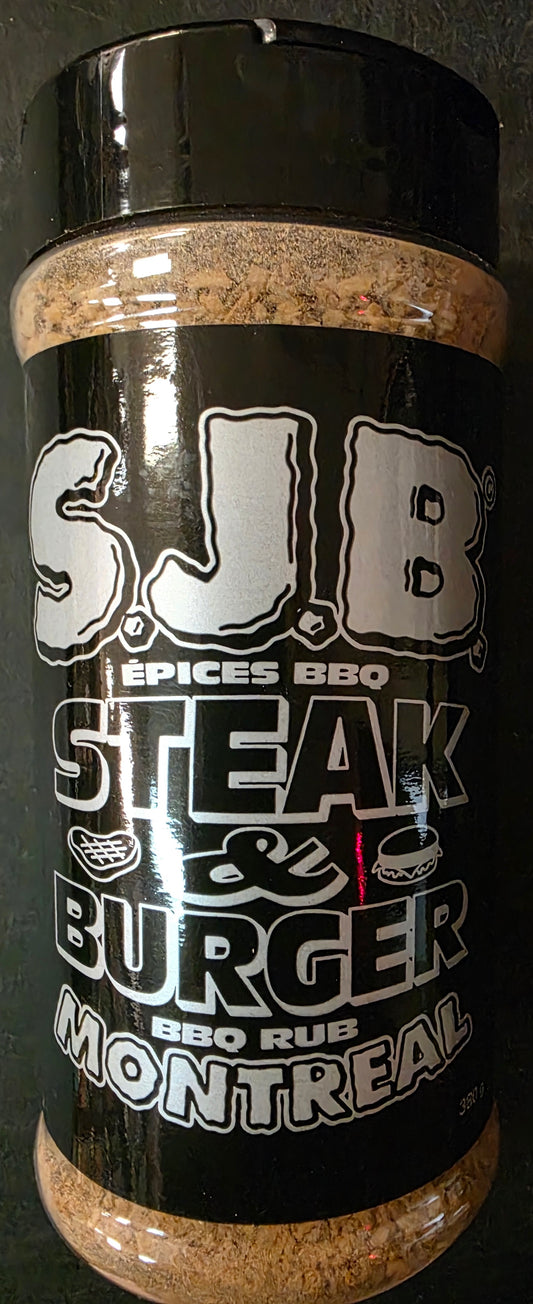 S.J.B.
ÉPICES BBQ
STEAK
&
BURGER
BBQ RUB
MONTREAL